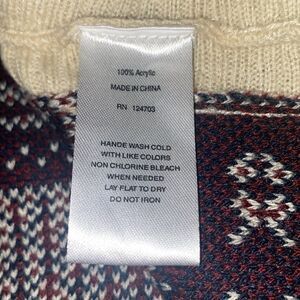 100% Acrylic
MADE IN CHINA
RN 124703
HANDE WASH COLD
WITH LIKE COLORS
NON CHLORINE BLEACH
WHEN NEEDED
LAY FLAT TO DRY
DO NOT IRON